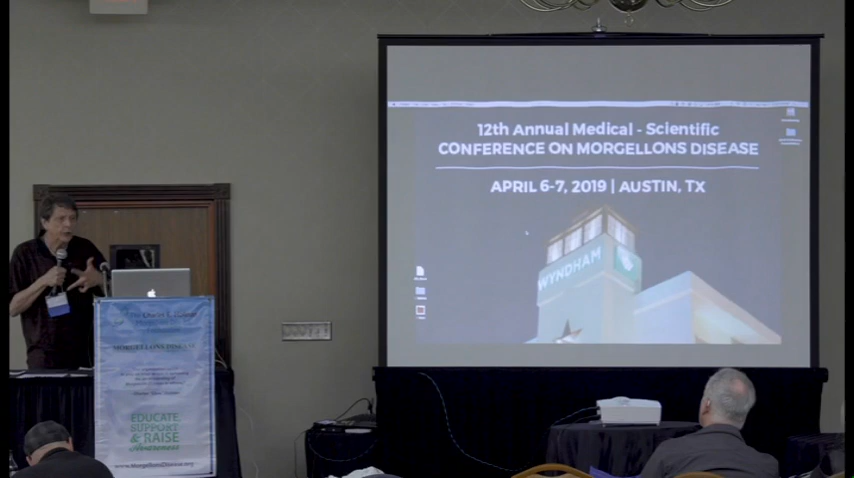 12th Annual Medical - Scientific
CONFERENCE ON MORGELLONS DISEASE
APRIL 6-7, 2019 | AUSTIN, TX
WYNDHAM
MORGELLONS DISEASE
EDUCATE,
SUPPORT
& RAISE
Awareness
www.MorgellonsDisease.org